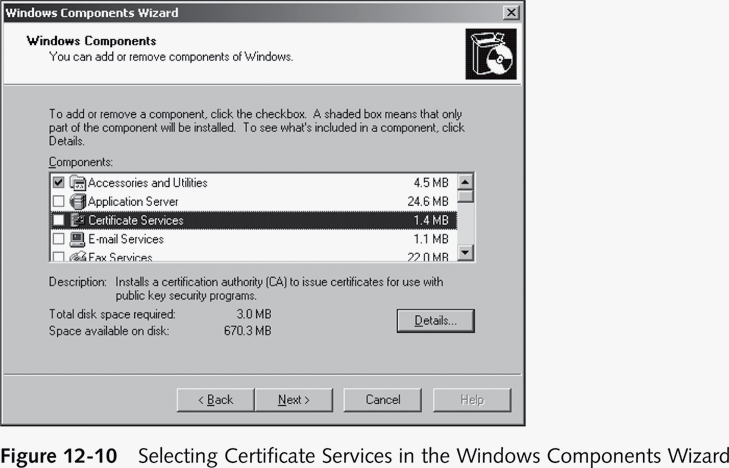 Windows Components Wizard
Windows Components
You can add or remove components of Windows.
To add or remove a component, click the checkbox. A shaded box means that only
part of the component will be installed. To see what's included in a component, click
Details.
Components:
Accessories and Utilities 4.5 MB
Application Server 24.6 MB
Certificate Services 1.4 MB
E-mail Services 1.1 MB
Fax Services 22.0 MB
Description: Installs a certification authority (CA) to issue certificates for use with
public key security programs.
Total disk space required: 3.0 MB
Space available on disk: 670.3 MB
Details...
< Back Next > Cancel Help
Figure 12-10 Selecting Certificate Services in the Windows Components Wizard